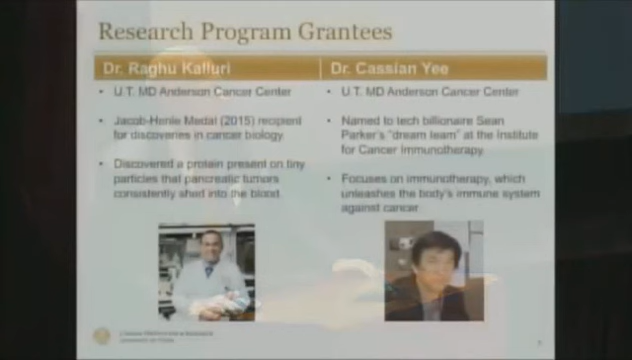 Research Program Grantees
Dr. Raghu Kalluri
• U.T. MD Anderson Cancer Center
• Jacob-Henle Medal (2015) recipient
for discoveries in cancer biology.
• Discovered a protein present on tiny
particles that pancreatic tumors
consistently shed into the blood.
Dr. Cassian Yee
• U.T. MD Anderson Cancer Center
• Named to tech billionaire Sean
Parker's "dream team" at the Institute
for Cancer Immunotherapy.
• Focuses on immunotherapy, which
unleashes the body's immune system
against cancer